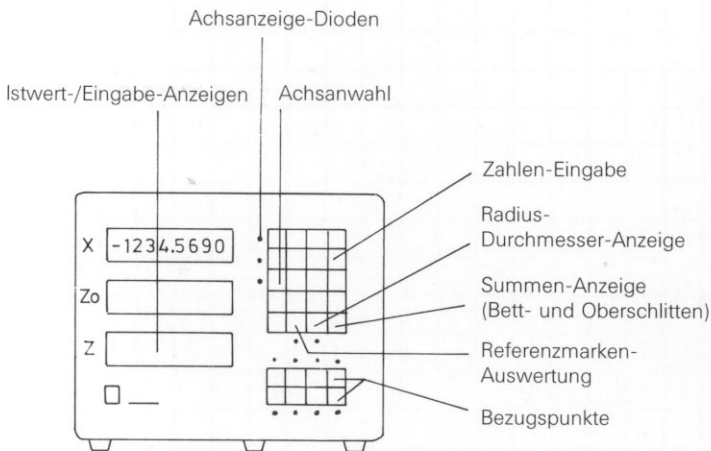 Achsanzeige-Dioden
Istwert-/Eingabe-Anzeigen
Achsanwahl
Zahlen-Eingabe
Radius-
Durchmesser-Anzeige
Summen-Anzeige
(Bett- und Oberschlitten)
Referenzmarken-
Auswertung
Bezugspunkte
X -1234.5690
Zo
Z